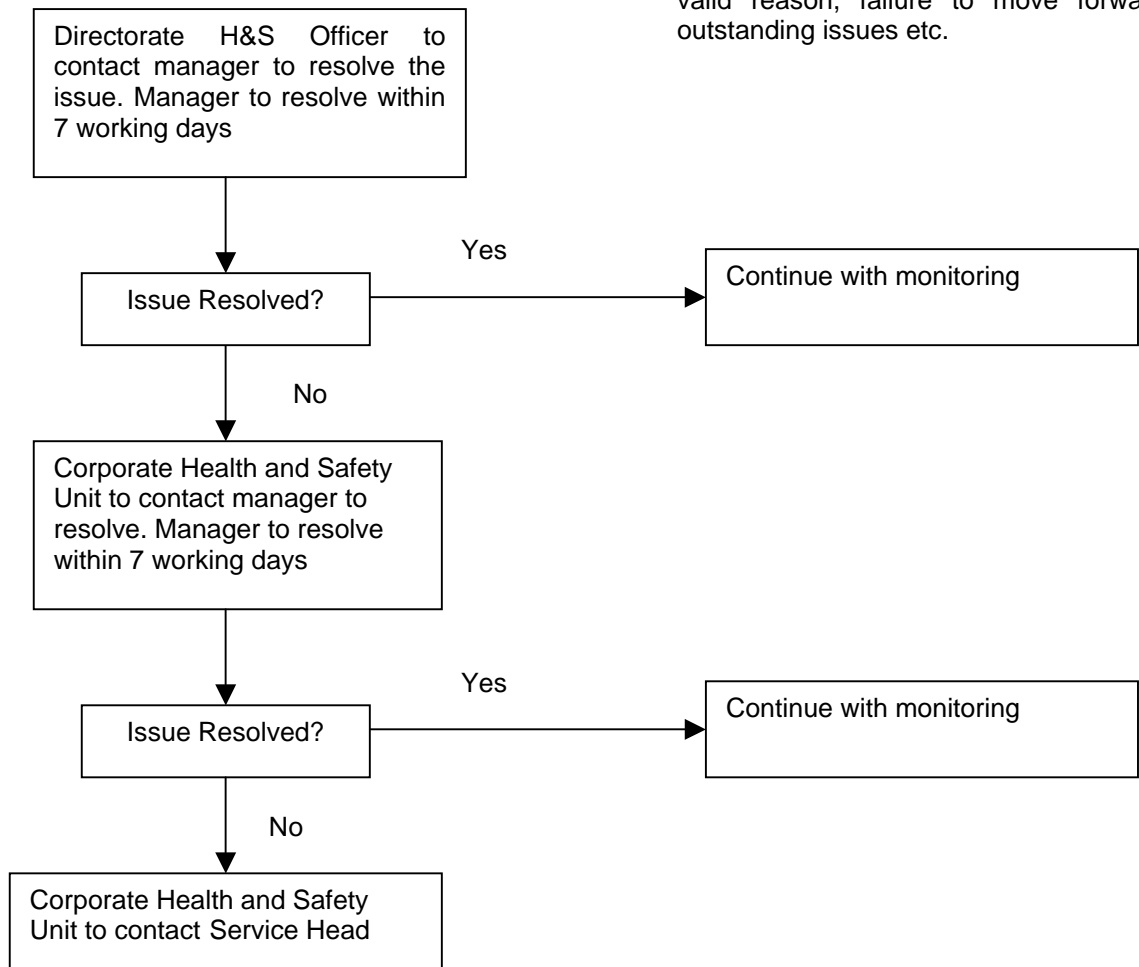 valid reason, failure to move forwa
outstanding issues etc.
Directorate H&S Officer to
contact manager to resolve the
issue. Manager to resolve within
7 working days
Yes
Issue Resolved?
Continue with monitoring
No
Corporate Health and Safety
Unit to contact manager to
resolve. Manager to resolve
within 7 working days
Yes
Issue Resolved?
Continue with monitoring
No
Corporate Health and Safety
Unit to contact Service Head